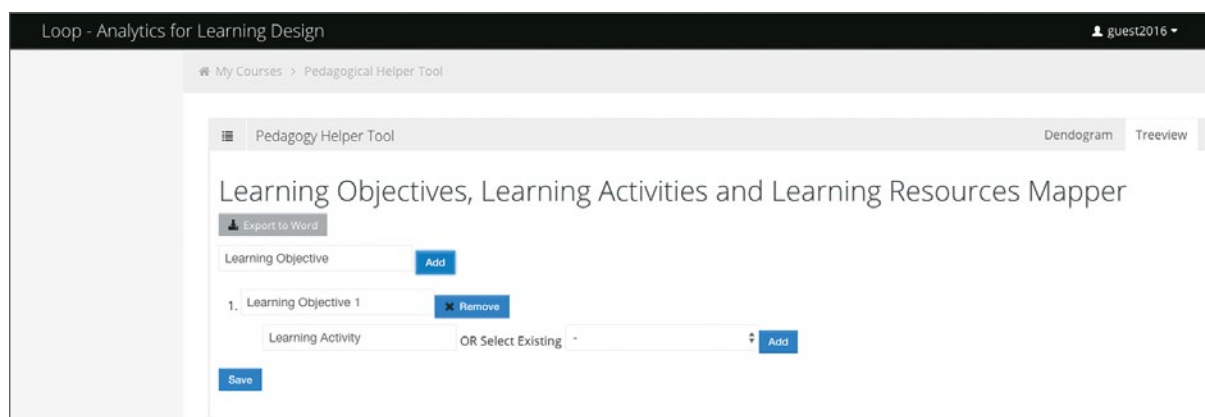 Loop - Analytics for Learning Design guest2016
My Courses > Pedagogical Helper Tool
Pedagogy Helper Tool Dendogram Treeview
Learning Objectives, Learning Activities and Learning Resources Mapper
Export to Word
Learning Objective Add
1. Learning Objective 1 Remove
Learning Activity OR Select Existing - Add
Save